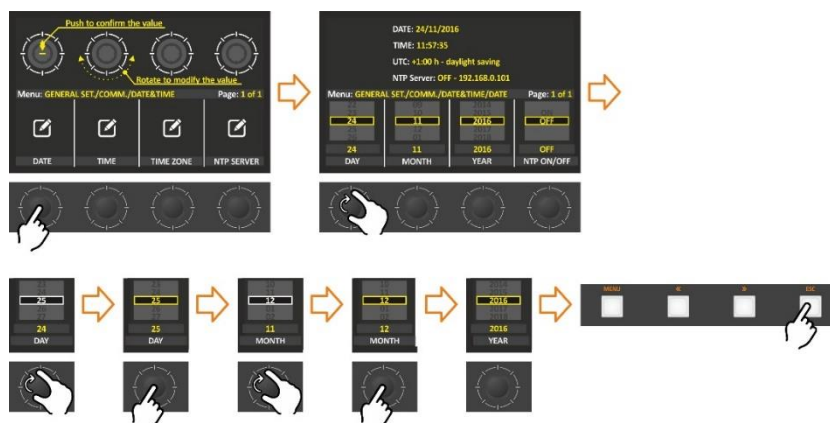 Push to confirm the value
Rotate to modify the value
Menu: GENERAL SET./COMM./DATE&TIME Page: 1 of 1
DATE TIME TIME ZONE NTP SERVER
DATE: 24/11/2016
TIME: 11:57:35
UTC: +1:00 h - daylight saving
NTP Server: OFF - 192.168.0.101
Menu: GENERAL SET./COMM./DATE&TIME/DATE Page: 1 of 1
24 11 2016 OFF
24 11 2016 OFF
DAY MONTH YEAR NTP ON/OFF
25
24
DAY
25
25
DAY
12
11
MONTH
12
12
MONTH
2016
2016
YEAR
MENU « » ESC